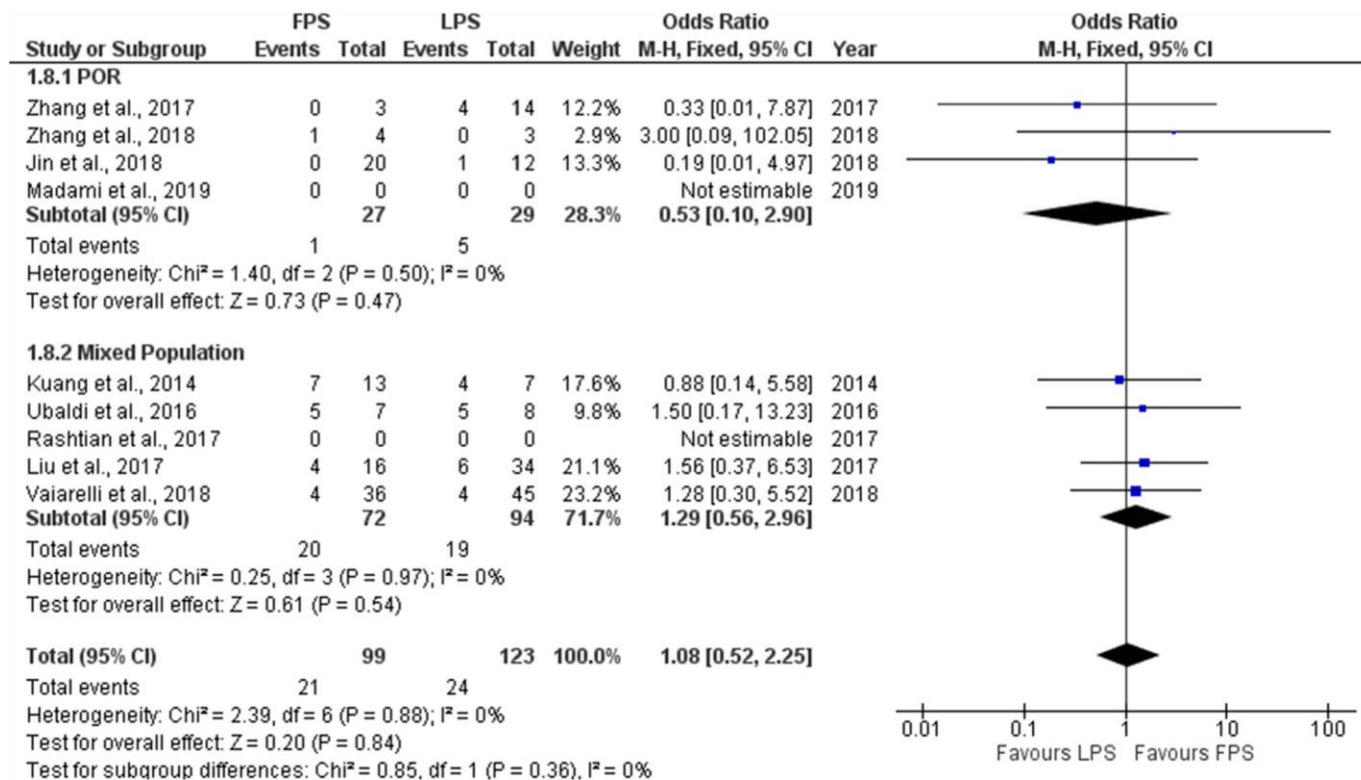 FPS LPS Odds Ratio Odds Ratio
Study or Subgroup Events Total Events Total Weight M-H, Fixed, 95% CI Year M-H, Fixed, 95% CI
1.8.1 POR
Zhang et al., 2017 0 3 4 14 12.2% 0.33 [0.01, 7.87] 2017
Zhang et al., 2018 1 4 0 3 2.9% 3.00 [0.09, 102.05] 2018
Jin et al., 2018 0 20 1 12 13.3% 0.19 [0.01, 4.97] 2018
Madami et al., 2019 0 0 0 0 Not estimable 2019
Subtotal (95% CI) 27 29 28.3% 0.53 [0.10, 2.90]
Total events 1 5
Heterogeneity: Chi² = 1.40, df = 2 (P = 0.50); I² = 0%
Test for overall effect: Z = 0.73 (P = 0.47)
1.8.2 Mixed Population
Kuang et al., 2014 7 13 4 7 17.6% 0.88 [0.14, 5.58] 2014
Ubaldi et al., 2016 5 7 5 8 9.8% 1.50 [0.17, 13.23] 2016
Rashtian et al., 2017 0 0 0 0 Not estimable 2017
Liu et al., 2017 4 16 6 34 21.1% 1.56 [0.37, 6.53] 2017
Vaiarelli et al., 2018 4 36 4 45 23.2% 1.28 [0.30, 5.52] 2018
Subtotal (95% CI) 72 94 71.7% 1.29 [0.56, 2.96]
Total events 20 19
Heterogeneity: Chi² = 0.25, df = 3 (P = 0.97); I² = 0%
Test for overall effect: Z = 0.61 (P = 0.54)
Total (95% CI) 99 123 100.0% 1.08 [0.52, 2.25]
Total events 21 24
Heterogeneity: Chi² = 2.39, df = 6 (P = 0.88); I² = 0%
Test for overall effect: Z = 0.20 (P = 0.84)
Test for subgroup differences: Chi² = 0.85, df = 1 (P = 0.36), I² = 0%
0.01 0.1 1 10 100
Favours LPS Favours FPS